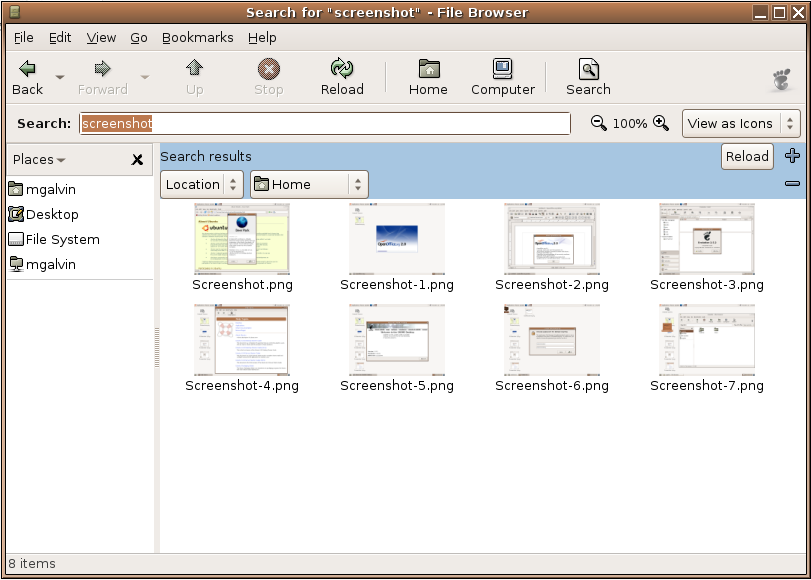 Search for "screenshot" - File Browser
File Edit View Go Bookmarks Help
Back Forward Up Stop Reload Home Computer Search
Search: screenshot 100% View as Icons
Places
Search results Reload
Location Home
mgalvin
Desktop
File System
mgalvin
ubuntu
Screenshot.png Screenshot-1.png Screenshot-2.png Screenshot-3.png
Screenshot-4.png Screenshot-5.png Screenshot-6.png Screenshot-7.png
8 items